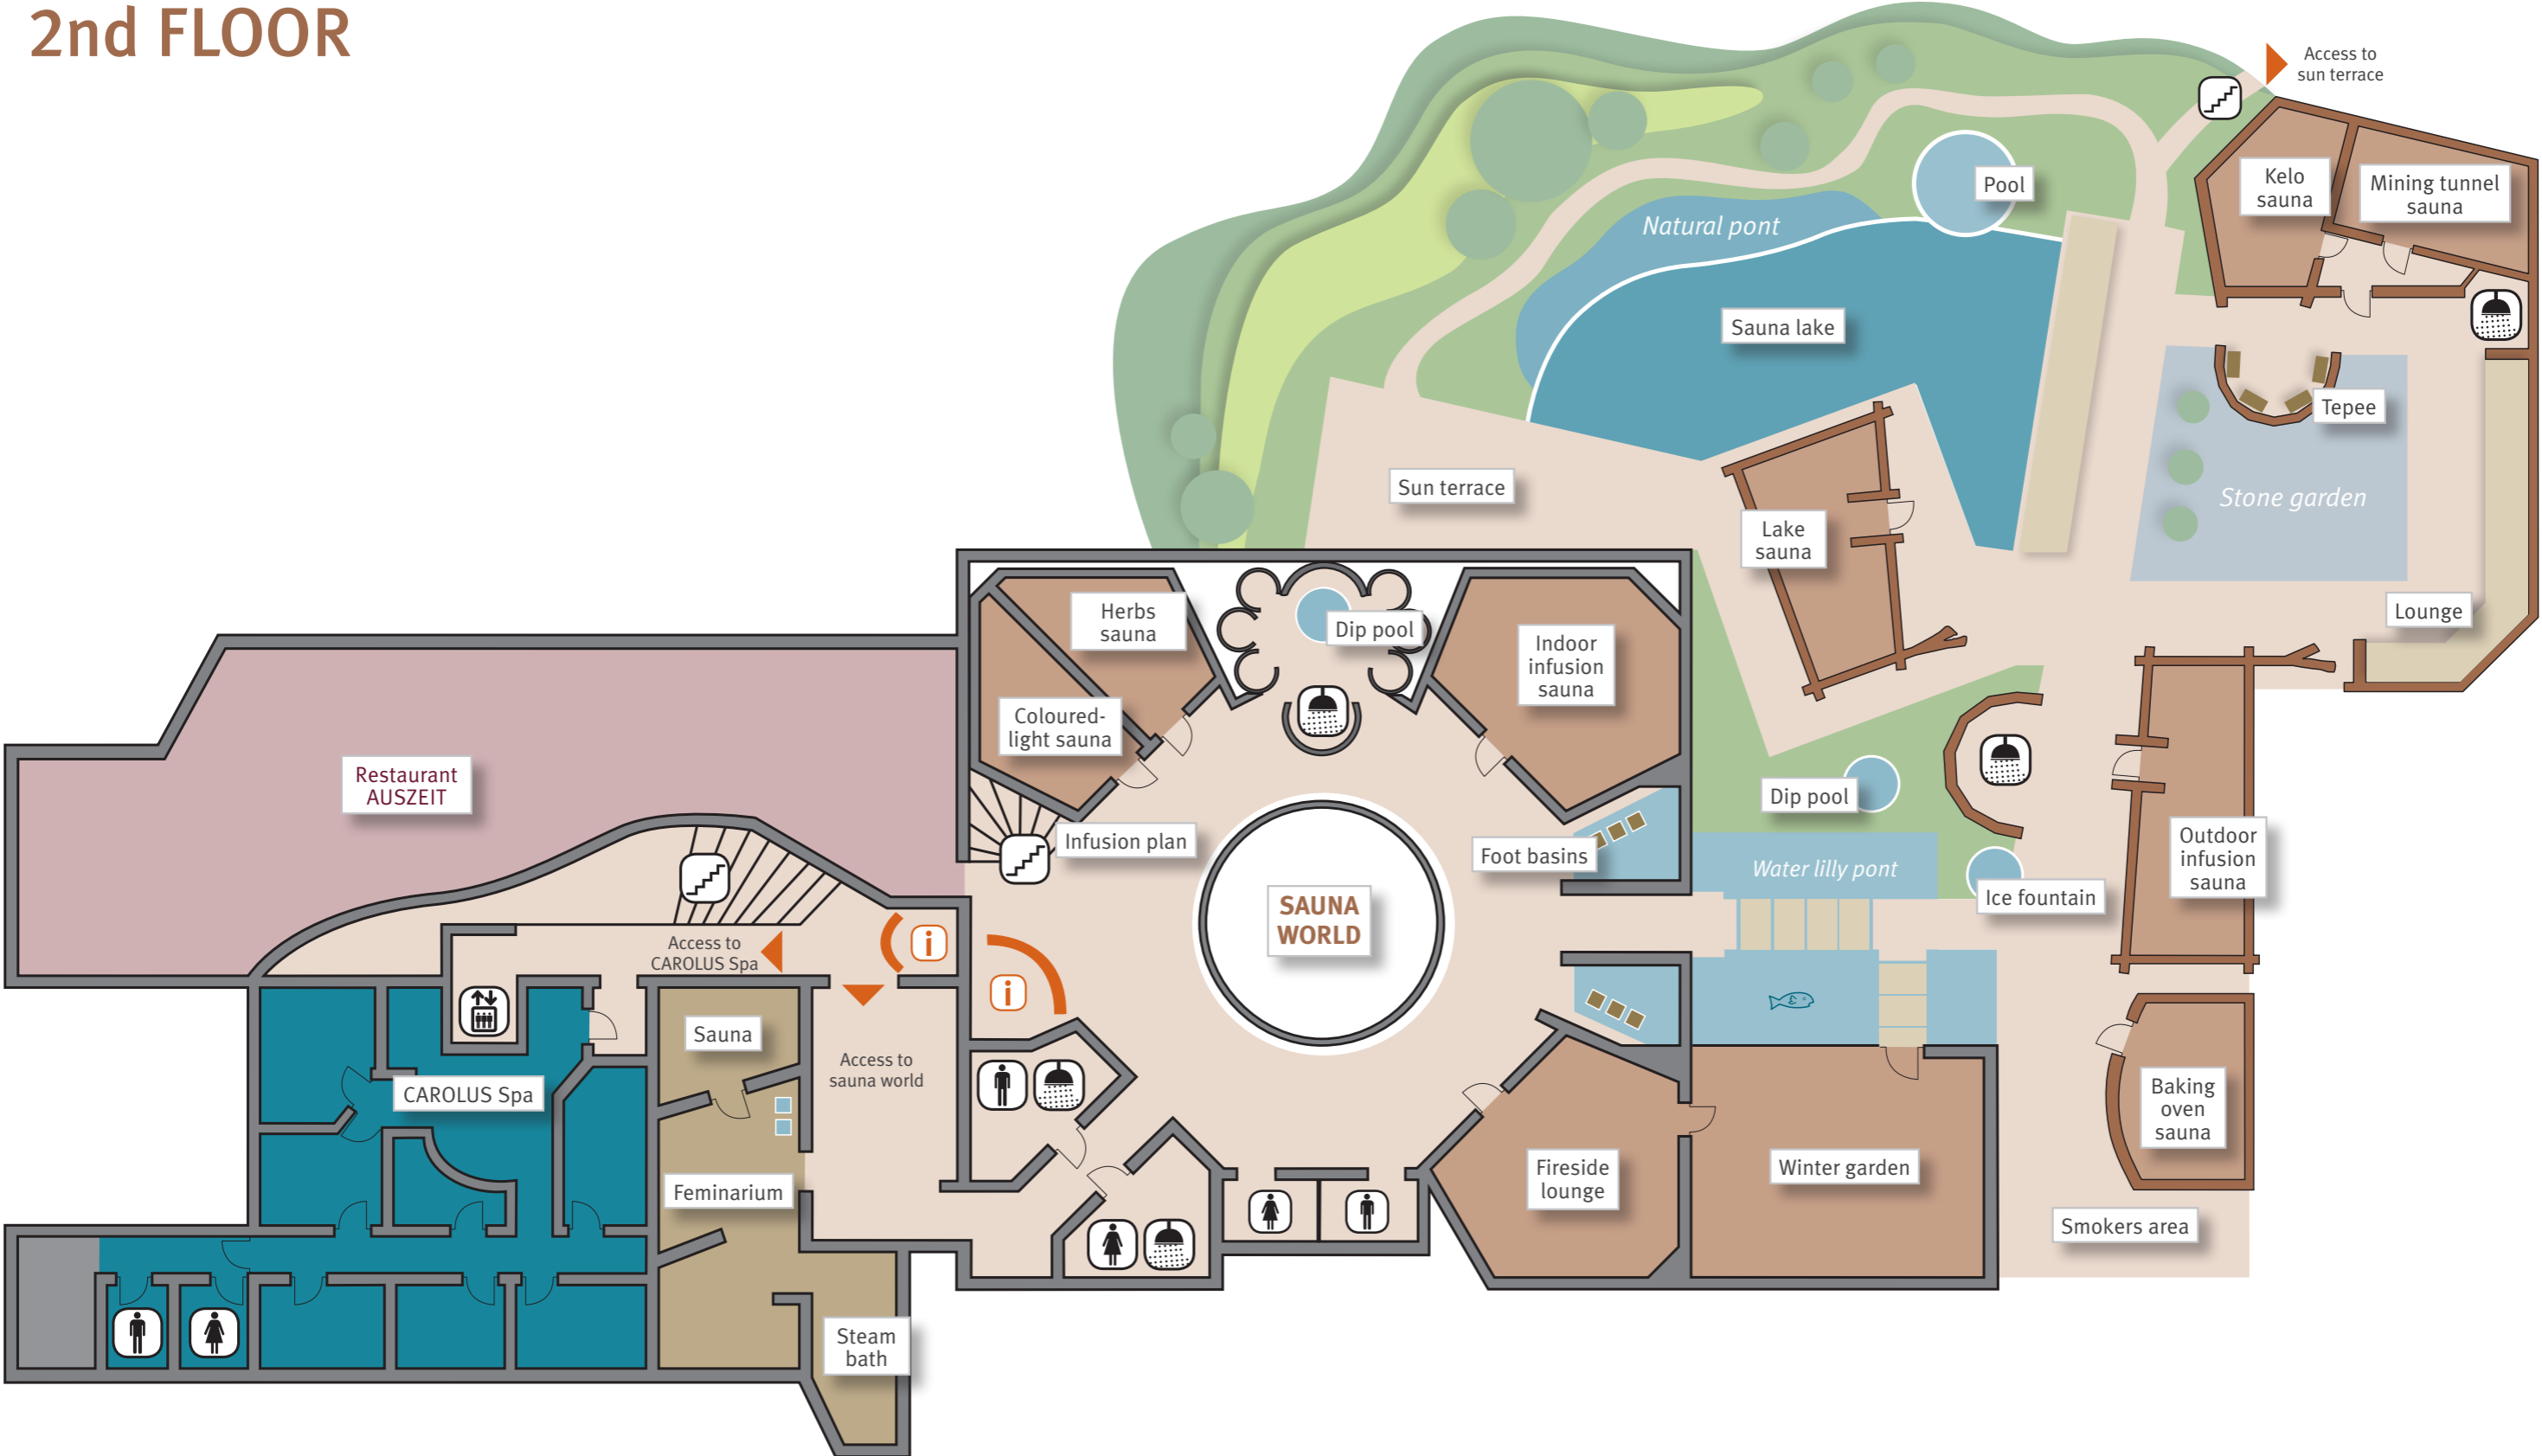 2nd FLOOR
Access to
sun terrace
Kelo
sauna
Mining tunnel
sauna
Pool
Natural pont
Sauna lake
Tepee
Stone garden
Sun terrace
Lake
sauna
Lounge
Herbs
sauna
Dip pool
Indoor
infusion
sauna
Coloured-
light sauna
Restaurant
AUSZEIT
Dip pool
Infusion plan
Foot basins
Water lilly pont
Outdoor
infusion
sauna
Ice fountain
SAUNA
WORLD
Access to
CAROLUS Spa
i
i
Sauna
Access to
sauna world
CAROLUS Spa
Baking
oven
sauna
Feminarium
Fireside
lounge
Winter garden
Smokers area
Steam
bath